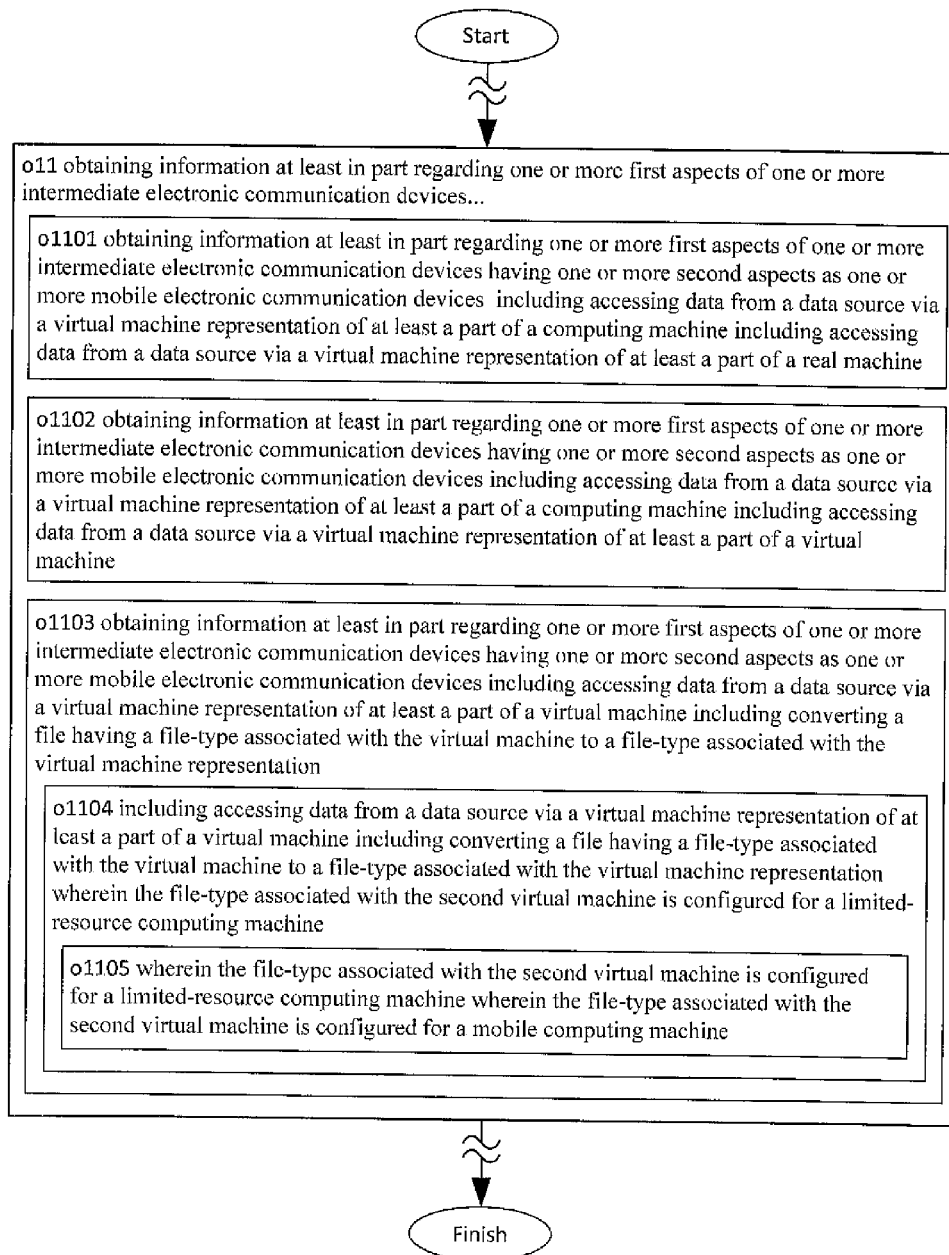 Start
o11 obtaining information at least in part regarding one or more first aspects of one or more
intermediate electronic communication devices...
o1101 obtaining information at least in part regarding one or more first aspects of one or more
intermediate electronic communication devices having one or more second aspects as one or
more mobile electronic communication devices including accessing data from a data source via
a virtual machine representation of at least a part of a computing machine including accessing
data from a data source via a virtual machine representation of at least a part of a real machine
o1102 obtaining information at least in part regarding one or more first aspects of one or more
intermediate electronic communication devices having one or more second aspects as one or
more mobile electronic communication devices including accessing data from a data source via
a virtual machine representation of at least a part of a computing machine including accessing
data from a data source via a virtual machine representation of at least a part of a virtual
machine
o1103 obtaining information at least in part regarding one or more first aspects of one or more
intermediate electronic communication devices having one or more second aspects as one or
more mobile electronic communication devices including accessing data from a data source via
a virtual machine representation of at least a part of a virtual machine including converting a
file having a file-type associated with the virtual machine to a file-type associated with the
virtual machine representation
o1104 including accessing data from a data source via a virtual machine representation of at
least a part of a virtual machine including converting a file having a file-type associated
with the virtual machine to a file-type associated with the virtual machine representation
wherein the file-type associated with the second virtual machine is configured for a limited-
resource computing machine
o1105 wherein the file-type associated with the second virtual machine is configured
for a limited-resource computing machine wherein the file-type associated with the
second virtual machine is configured for a mobile computing machine
Finish